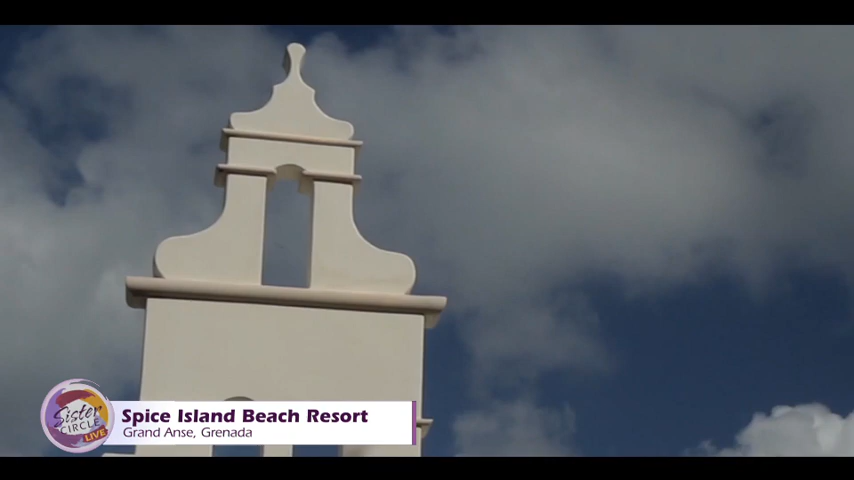 Sister
CIRCLE
LIVE
Spice Island Beach Resort
Grand Anse, Grenada